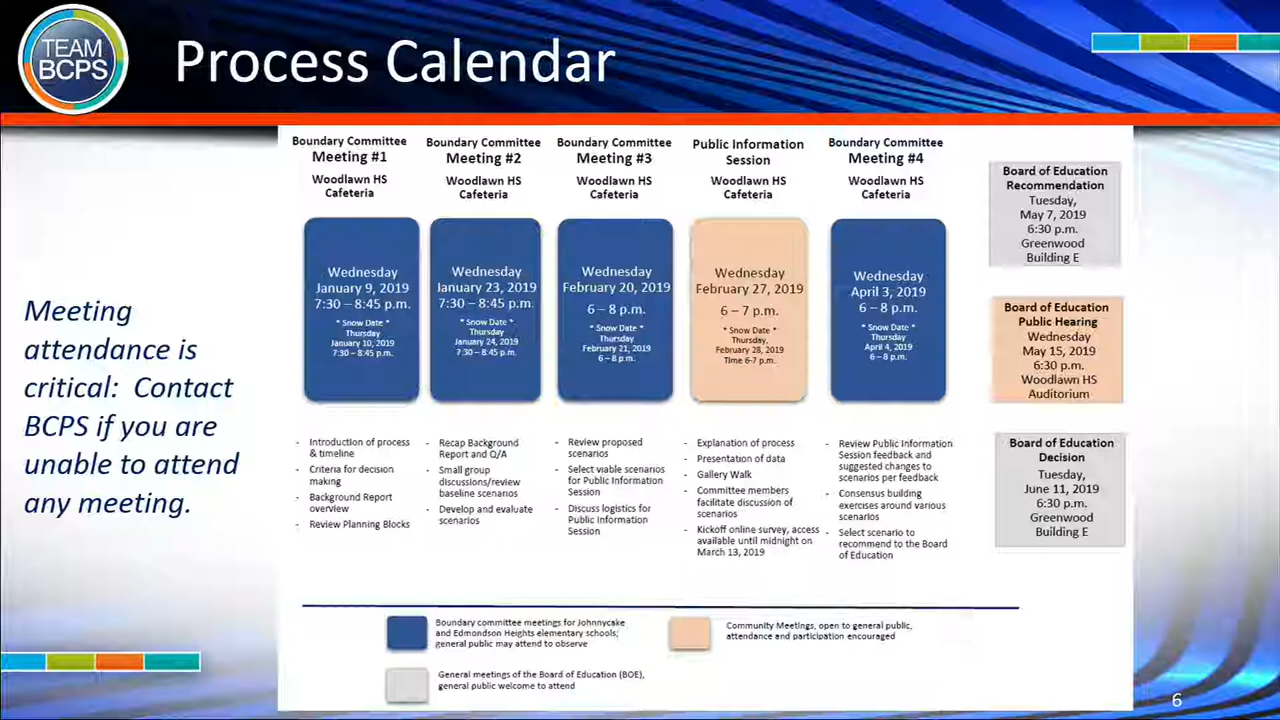 TEAM
BCPS
Process Calendar
Meeting
attendance is
critical: Contact
BCPS if you are
unable to attend
any meeting.
Boundary Committee
Meeting #1
Woodlawn HS
Cafeteria
Wednesday
January 9, 2019
7:30 – 8:45 p.m.
* Snow Date *
Thursday
January 10, 2019
7:30 – 8:45 p.m.
- Introduction of process
& timeline
- Criteria for decision
making
- Background Report
overview
- Review Planning Blocks
Boundary Committee
Meeting #2
Woodlawn HS
Cafeteria
Wednesday
January 23, 2019
7:30 – 8:45 p.m.
* Snow Date *
Thursday
January 24, 2019
7:30 – 8:45 p.m.
- Recap Background
Report and Q/A
- Small group
discussions/review
baseline scenarios
- Develop and evaluate
scenarios
Boundary Committee
Meeting #3
Woodlawn HS
Cafeteria
Wednesday
February 20, 2019
6 – 8 p.m.
* Snow Date *
Thursday
February 21, 2019
6 – 8 p.m.
- Review proposed
scenarios
- Select viable scenarios
for Public Information
Session
- Discuss logistics for
Public Information
Session
Public Information
Session
Woodlawn HS
Cafeteria
Wednesday
February 27, 2019
6 – 7 p.m.
* Snow Date *
Thursday,
February 28, 2019
Time 6-7 p.m.
- Explanation of process
- Presentation of data
- Gallery Walk
- Committee members
facilitate discussion of
scenarios
- Kickoff online survey, access
available until midnight on
March 13, 2019
Boundary Committee
Meeting #4
Woodlawn HS
Cafeteria
Wednesday
April 3, 2019
6 – 8 p.m.
* Snow Date *
Thursday
April 4, 2019
6 – 8 p.m.
- Review Public Information
Session feedback and
suggested changes to
scenarios per feedback
- Consensus building
exercises around various
scenarios
- Select scenario to
recommend to the Board
of Education
Board of Education
Recommendation
Tuesday,
May 7, 2019
6:30 p.m.
Greenwood
Building E
Board of Education
Public Hearing
Wednesday
May 15, 2019
6:30 p.m.
Woodlawn HS
Auditorium
Board of Education
Decision
Tuesday,
June 11, 2019
6:30 p.m.
Greenwood
Building E
Boundary committee meetings for Johnnycake
and Edmondson Heights elementary schools;
general public may attend to observe
Community Meetings, open to general public,
attendance and participation encouraged
General meetings of the Board of Education (BOE),
general public welcome to attend
6